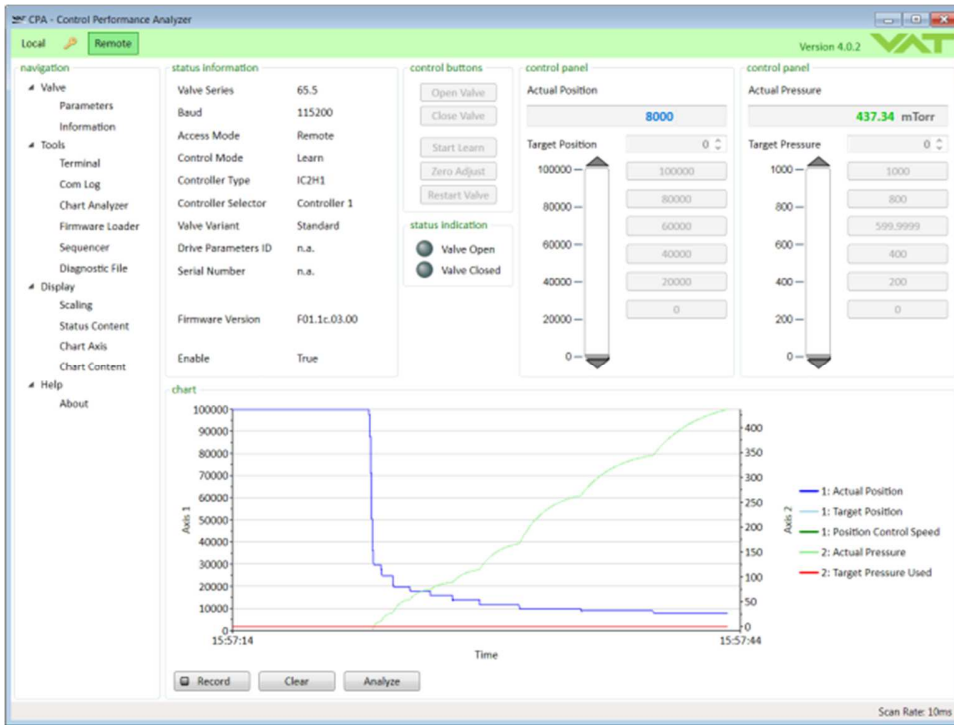 CPA - Control Performance Analyzer
Local
Remote
Version 4.0.2
VAT
navigation
Valve
Parameters
Information
Tools
Terminal
Com Log
Chart Analyzer
Firmware Loader
Sequencer
Diagnostic File
Display
Scaling
Status Content
Chart Axis
Chart Content
Help
About
status information
Valve Series 65.5
Baud 115200
Access Mode Remote
Control Mode Learn
Controller Type IC2H1
Controller Selector Controller 1
Valve Variant Standard
Drive Parameters ID n.a.
Serial Number n.a.
Firmware Version F01.1c.03.00
Enable True
control buttons
Open Valve
Close Valve
Start Learn
Zero Adjust
Restart Valve
status indication
Valve Open
Valve Closed
control panel
Actual Position
8000
Target Position 0
100000 100000
80000 80000
60000 60000
40000 40000
20000 20000
0 0
control panel
Actual Pressure
437.34 mTorr
Target Pressure 0
1000 1000
800 800
600 599.9999
400 400
200 200
0 0
chart
100000
90000
80000
70000
60000
50000
40000
30000
20000
10000
0
Axis 1
400
350
300
250
200
150
100
50
0
Axis 2
15:57:14 15:57:44
Time
1: Actual Position
1: Target Position
1: Position Control Speed
2: Actual Pressure
2: Target Pressure Used
Record Clear Analyze
Scan Rate: 10ms